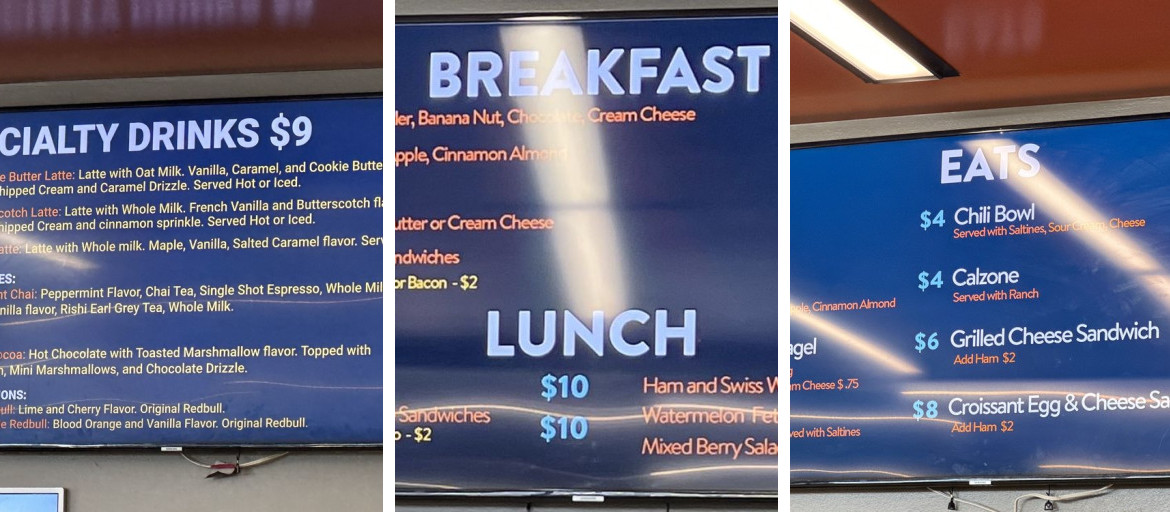 CIALTY DRINKS $9
e Butter Latte: Latte with Oat Milk. Vanilla, Caramel, and Cookie Butte
hipped Cream and Caramel Drizzle. Served Hot or Iced.
cotch Latte: Latte with Whole Milk. French Vanilla and Butterscotch fla
hipped Cream and cinnamon sprinkle. Served Hot or Iced.
atte: Latte with Whole milk. Maple, Vanilla, Salted Caramel flavor. Serv
ES:
nt Chai: Peppermint Flavor, Chai Tea, Single Shot Espresso, Whole Mil
nilla flavor, Rishi Earl Grey Tea, Whole Milk.
ocoa: Hot Chocolate with Toasted Marshmallow flavor. Topped with
n, Mini Marshmallows, and Chocolate Drizzle.
ONS:
ull: Lime and Cherry Flavor. Original Redbull.
e Redbull: Blood Orange and Vanilla Flavor. Original Redbull.
BREAKFAST
ler, Banana Nut, Chocolate, Cream Cheese
pple, Cinnamon Almond
utter or Cream Cheese
ndwiches
or Bacon - $2
LUNCH
$10 Ham and Swiss W
Sandwiches $10 Watermelon Fet
o - $2
Mixed Berry Sala
EATS
$4 Chili Bowl
Served with Saltines, Sour Cream, Cheese
$4 Calzone
Served with Ranch
ple, Cinnamon Almond
$6 Grilled Cheese Sandwich
agel
Add Ham $2
g
m Cheese $.75
$8 Croissant Egg & Cheese Sa
Add Ham $2
ved with Saltines